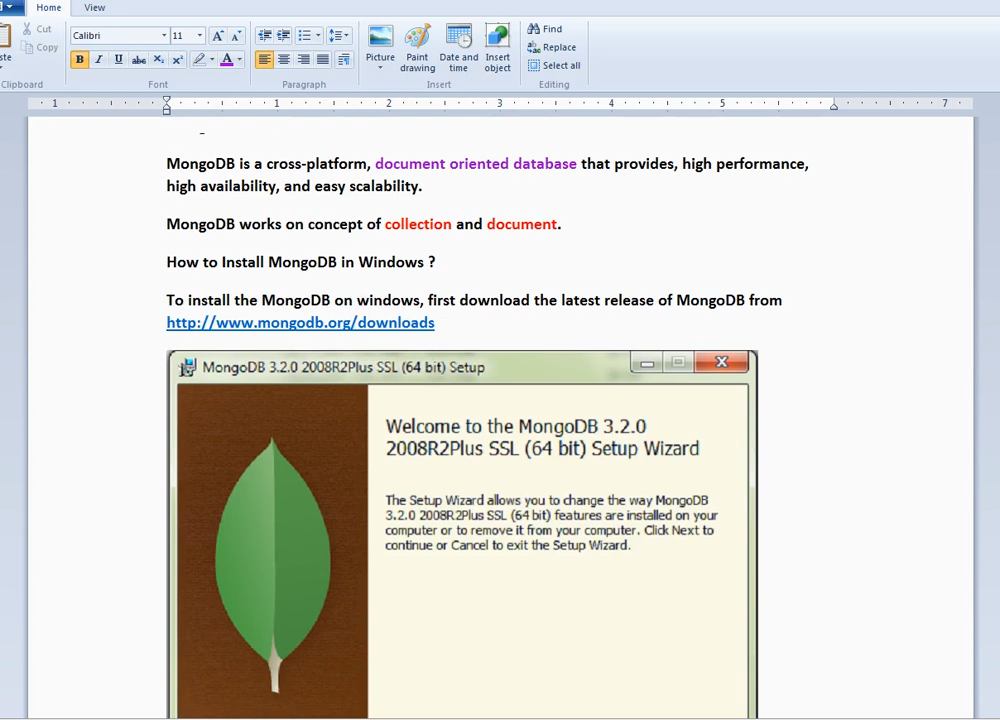 Home View
Cut
Copy
Clipboard
Calibri 11
Font
Paragraph
Picture Paint drawing Date and time Insert object
Insert
Find
Replace
Select all
Editing
1 1 2 3 4 5 7
MongoDB is a cross-platform, document oriented database that provides, high performance,
high availability, and easy scalability.
MongoDB works on concept of collection and document.
How to Install MongoDB in Windows ?
To install the MongoDB on windows, first download the latest release of MongoDB from
http://www.mongodb.org/downloads
MongoDB 3.2.0 2008R2Plus SSL (64 bit) Setup
Welcome to the MongoDB 3.2.0
2008R2Plus SSL (64 bit) Setup Wizard
The Setup Wizard allows you to change the way MongoDB
3.2.0 2008R2Plus SSL (64 bit) features are installed on your
computer or to remove it from your computer. Click Next to
continue or Cancel to exit the Setup Wizard.